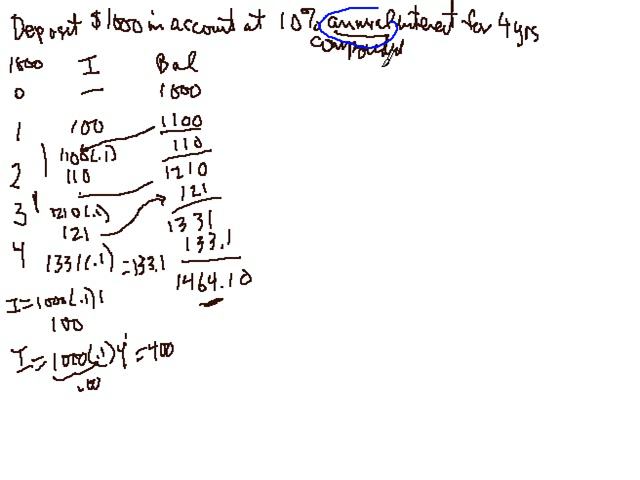 Deposit $1000 in account at 10% annual interest for 4 yrs
compounded
1000 I Bal
0 — 1000
1 100 1100
1100(.1) 110
2 110 1210
121
3 1210(.1)
121 1331
4 1331(.1) = 133.1 133.1
1464.10
I = 1000(.1)1
100
I = 1000(.1)4 = 400
100